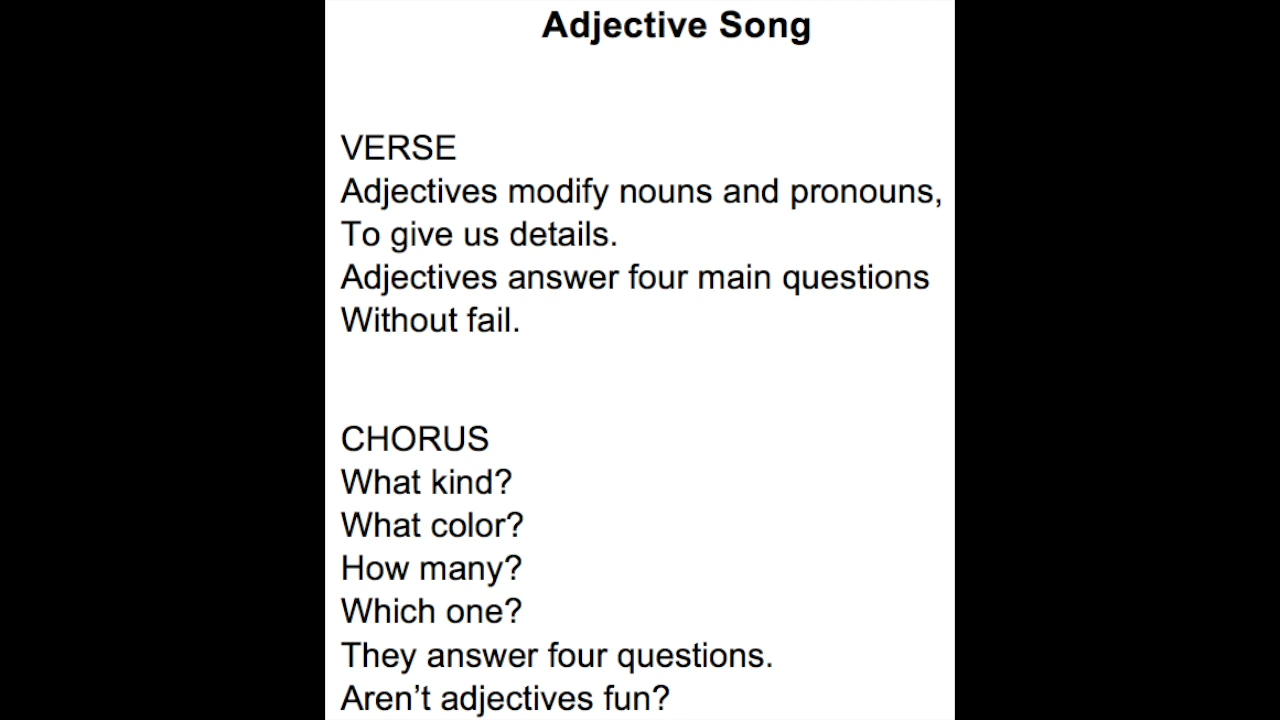 Adjective Song
VERSE
Adjectives modify nouns and pronouns,
To give us details.
Adjectives answer four main questions
Without fail.
CHORUS
What kind?
What color?
How many?
Which one?
They answer four questions.
Aren’t adjectives fun?